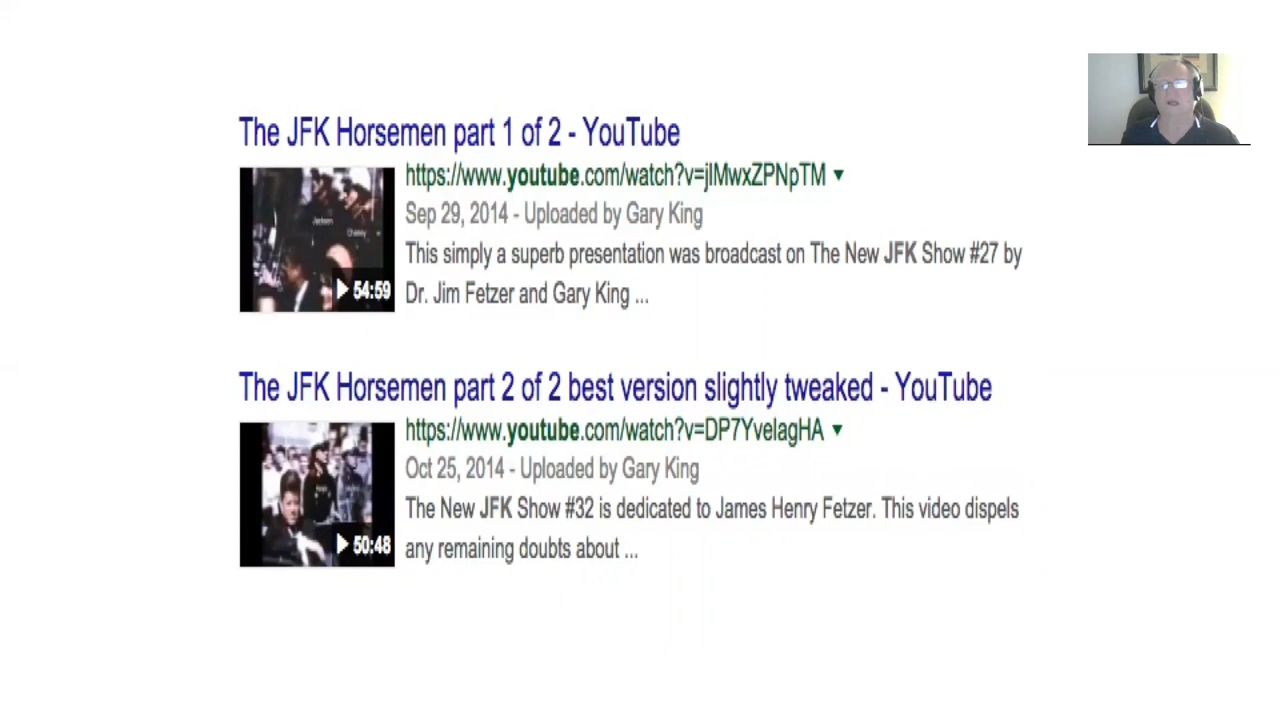 The JFK Horsemen part 1 of 2 - YouTube
https://www.youtube.com/watch?v=jlMwxZPNpTM
Sep 29, 2014 - Uploaded by Gary King
This simply a superb presentation was broadcast on The New JFK Show #27 by
Dr. Jim Fetzer and Gary King ...
54:59
The JFK Horsemen part 2 of 2 best version slightly tweaked - YouTube
https://www.youtube.com/watch?v=DP7YvelagHA
Oct 25, 2014 - Uploaded by Gary King
The New JFK Show #32 is dedicated to James Henry Fetzer. This video dispels
any remaining doubts about ...
50:48